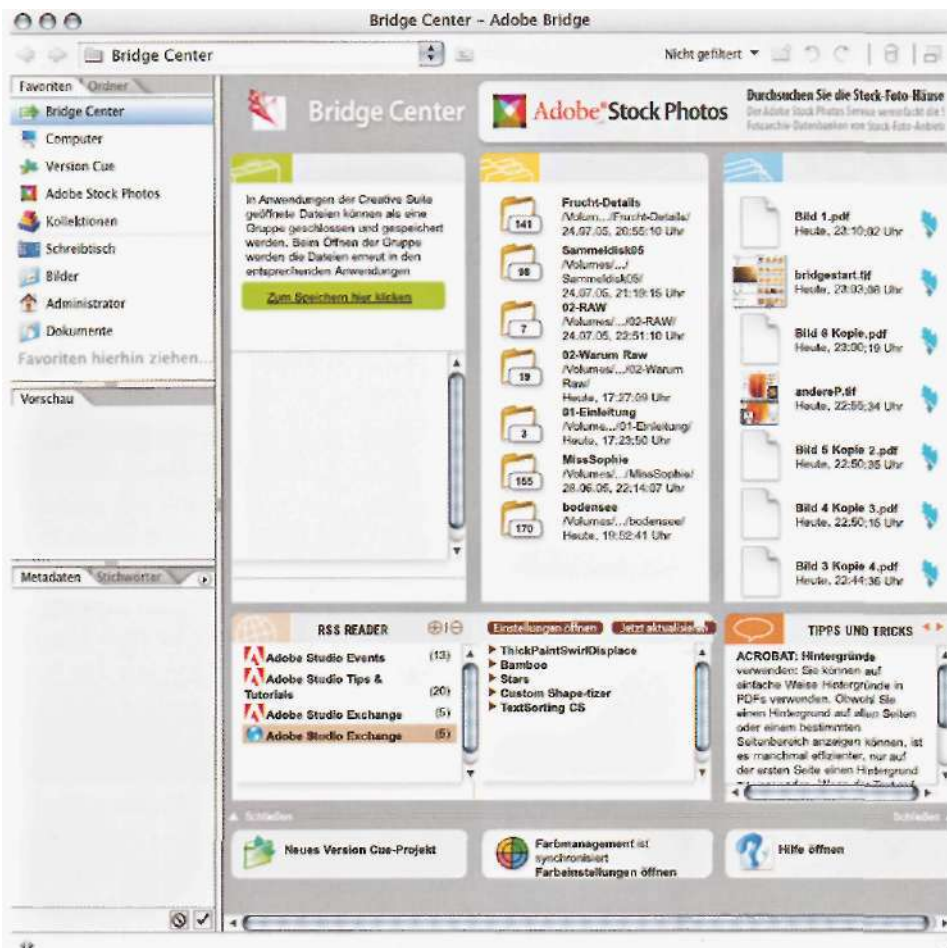 Bridge Center – Adobe Bridge
Bridge Center
Nicht gefiltert
Favoriten Ordner
Bridge Center
Computer
Version Cue
Adobe Stock Photos
Kollektionen
Schreibtisch
Bilder
Administrator
Dokumente
Favoriten hierhin ziehen...
Vorschau
Metadaten Stichwörter
Bridge Center
Adobe® Stock Photos
Durchsuchen Sie die Stock-Foto-Häuse
Der Adobe Stock Photos Service vereinfacht die
In Anwendungen der Creative Suite
geöffnete Dateien können als eine
Gruppe geschlossen und gespeichert
werden. Beim Öffnen der Gruppe
werden die Dateien erneut in den
entsprechenden Anwendungen
Zum Speichern hier klicken
141
Frucht-Details
/Volum.../Frucht-Details/
24.07.05, 20:55:10 Uhr
98
Sammeldisk05
/Volumes/.../
Sammeldisk05/
24.07.05, 21:19:15 Uhr
7
02-RAW
/Volumes/.../02-RAW/
24.07.05, 22:51:10 Uhr
19
02-Warum Raw
/Volumes/.../02-Warum
Raw/
Heute, 17:27:09 Uhr
3
01-Einleitung
/Volume.../01-Einleitung/
Heute, 17:23:50 Uhr
155
MissSophie
/Volumes/.../MissSophie/
28.06.05, 22:14:07 Uhr
170
bodensee
/Volumes/.../bodensee/
Heute, 19:52:41 Uhr
Bild 1.pdf
Heute, 23:10:02 Uhr
bridgestart.tif
Heute, 23:03:08 Uhr
Bild 6 Kopie.pdf
Heute, 23:00:19 Uhr
andereP.tif
Heute, 22:55:34 Uhr
Bild 5 Kopie 2.pdf
Heute, 22:50:35 Uhr
Bild 4 Kopie 3.pdf
Heute, 22:50:15 Uhr
Bild 3 Kopie 4.pdf
Heute, 22:44:36 Uhr
RSS READER
Adobe Studio Events (13)
Adobe Studio Tips &
Tutorials (20)
Adobe Studio Exchange (5)
Adobe Studio Exchange (5)
Einstellungen öffnen Jetzt aktualisieren
ThickPaintSwirlDisplace
Bamboo
Stars
Custom Shape-tizer
TextSorting CS
TIPPS UND TRICKS
ACROBAT: Hintergründe
verwenden: Sie können auf
einfache Weise Hintergründe in
PDFs verwenden. Obwohl Sie
einen Hintergrund auf allen Seiten
oder einem bestimmten
Seitenbereich anzeigen können, ist
es manchmal effizienter, nur auf
der ersten Seite einen Hintergrund
Schließen
Schließen
Neues Version Cue-Projekt
Farbmanagement ist
synchronisiert
Farbeinstellungen öffnen
Hilfe öffnen